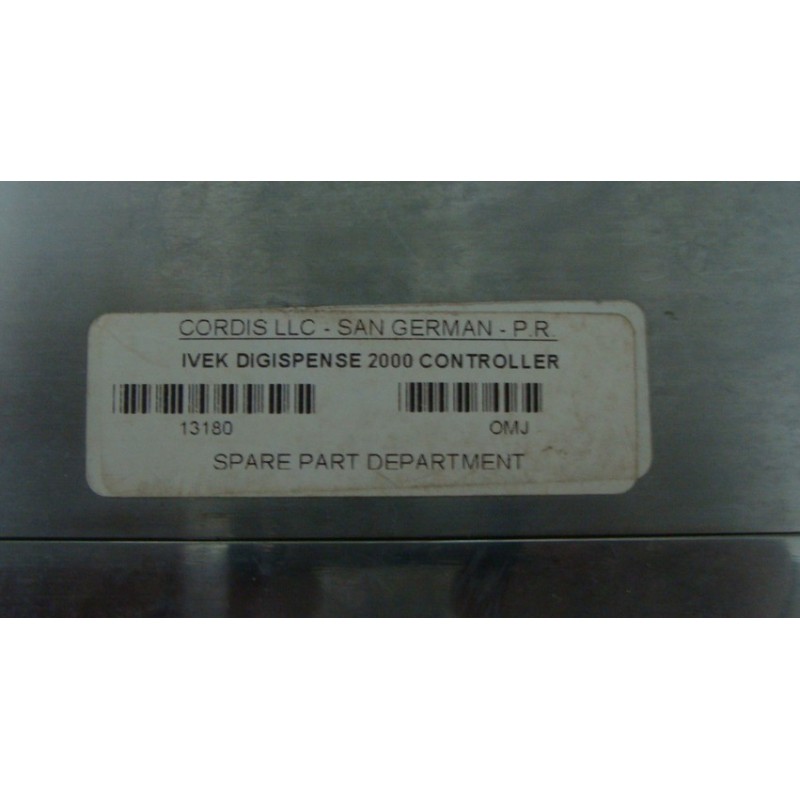 CORDIS LLC - SAN GERMAN - P.R.
IVEK DIGISPENSE 2000 CONTROLLER
13180 OMJ
SPARE PART DEPARTMENT